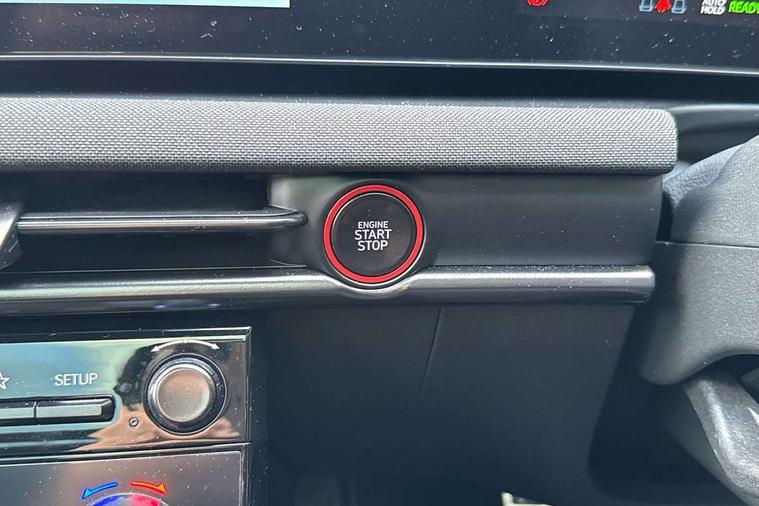 AUTO
HOLD
READY
ENGINE
START
STOP
SETUP